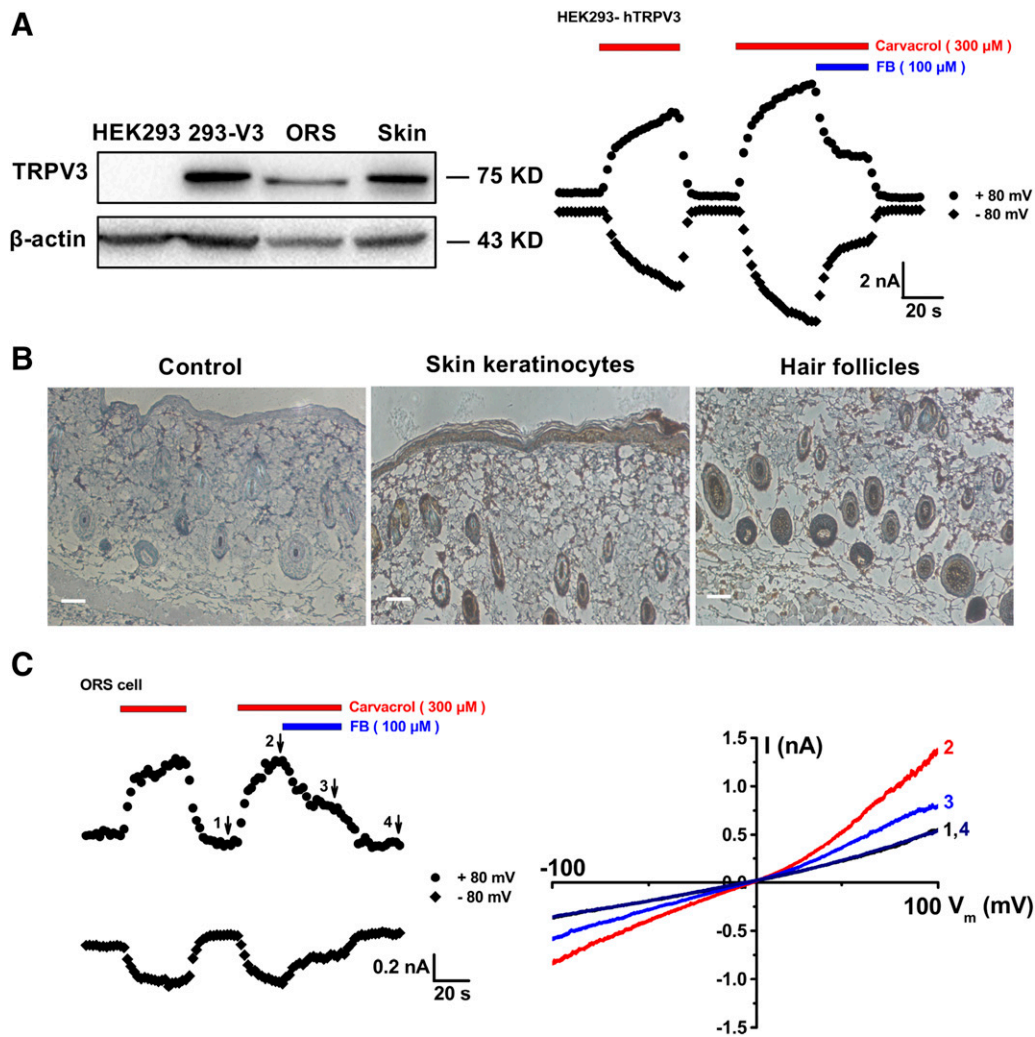 A
HEK293- hTRPV3
Carvacrol ( 300 µM )
FB ( 100 µM )
HEK293 293-V3 ORS Skin
TRPV3
75 KD
β-actin
43 KD
+ 80 mV
- 80 mV
2 nA
20 s
B
Control
Skin keratinocytes
Hair follicles
C
ORS cell
Carvacrol ( 300 µM )
FB ( 100 µM )
2
3
1
4
+ 80 mV
- 80 mV
0.2 nA
20 s
I (nA)
1.5
1.0
0.5
0.0
-0.5
-1.0
-1.5
2
3
1,4
-100
100 Vm (mV)